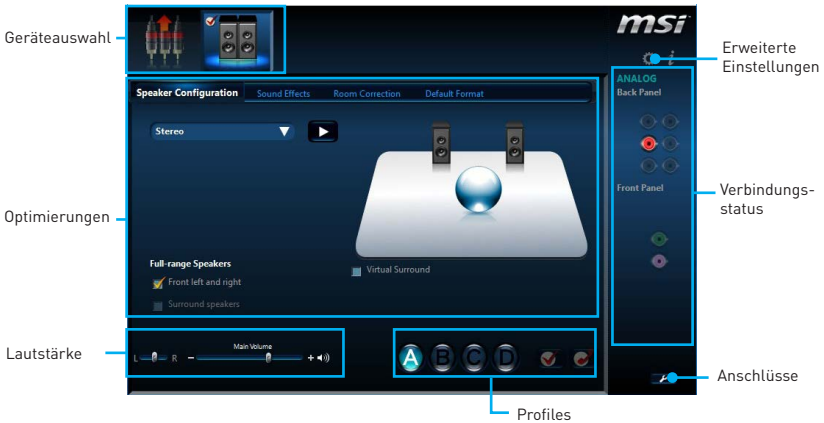 msi
Geräteauswahl
Erweiterte
Einstellungen
ANALOG
Back Panel
Speaker Configuration
Sound Effects
Room Correction
Default Format
Stereo
Verbindungs-
status
Front Panel
Optimierungen
Full-range Speakers
Virtual Surround
Front left and right
Surround speakers
Lautstärke
Main Volume
L
R
- +
A
B
C
D
Anschlüsse
Profiles